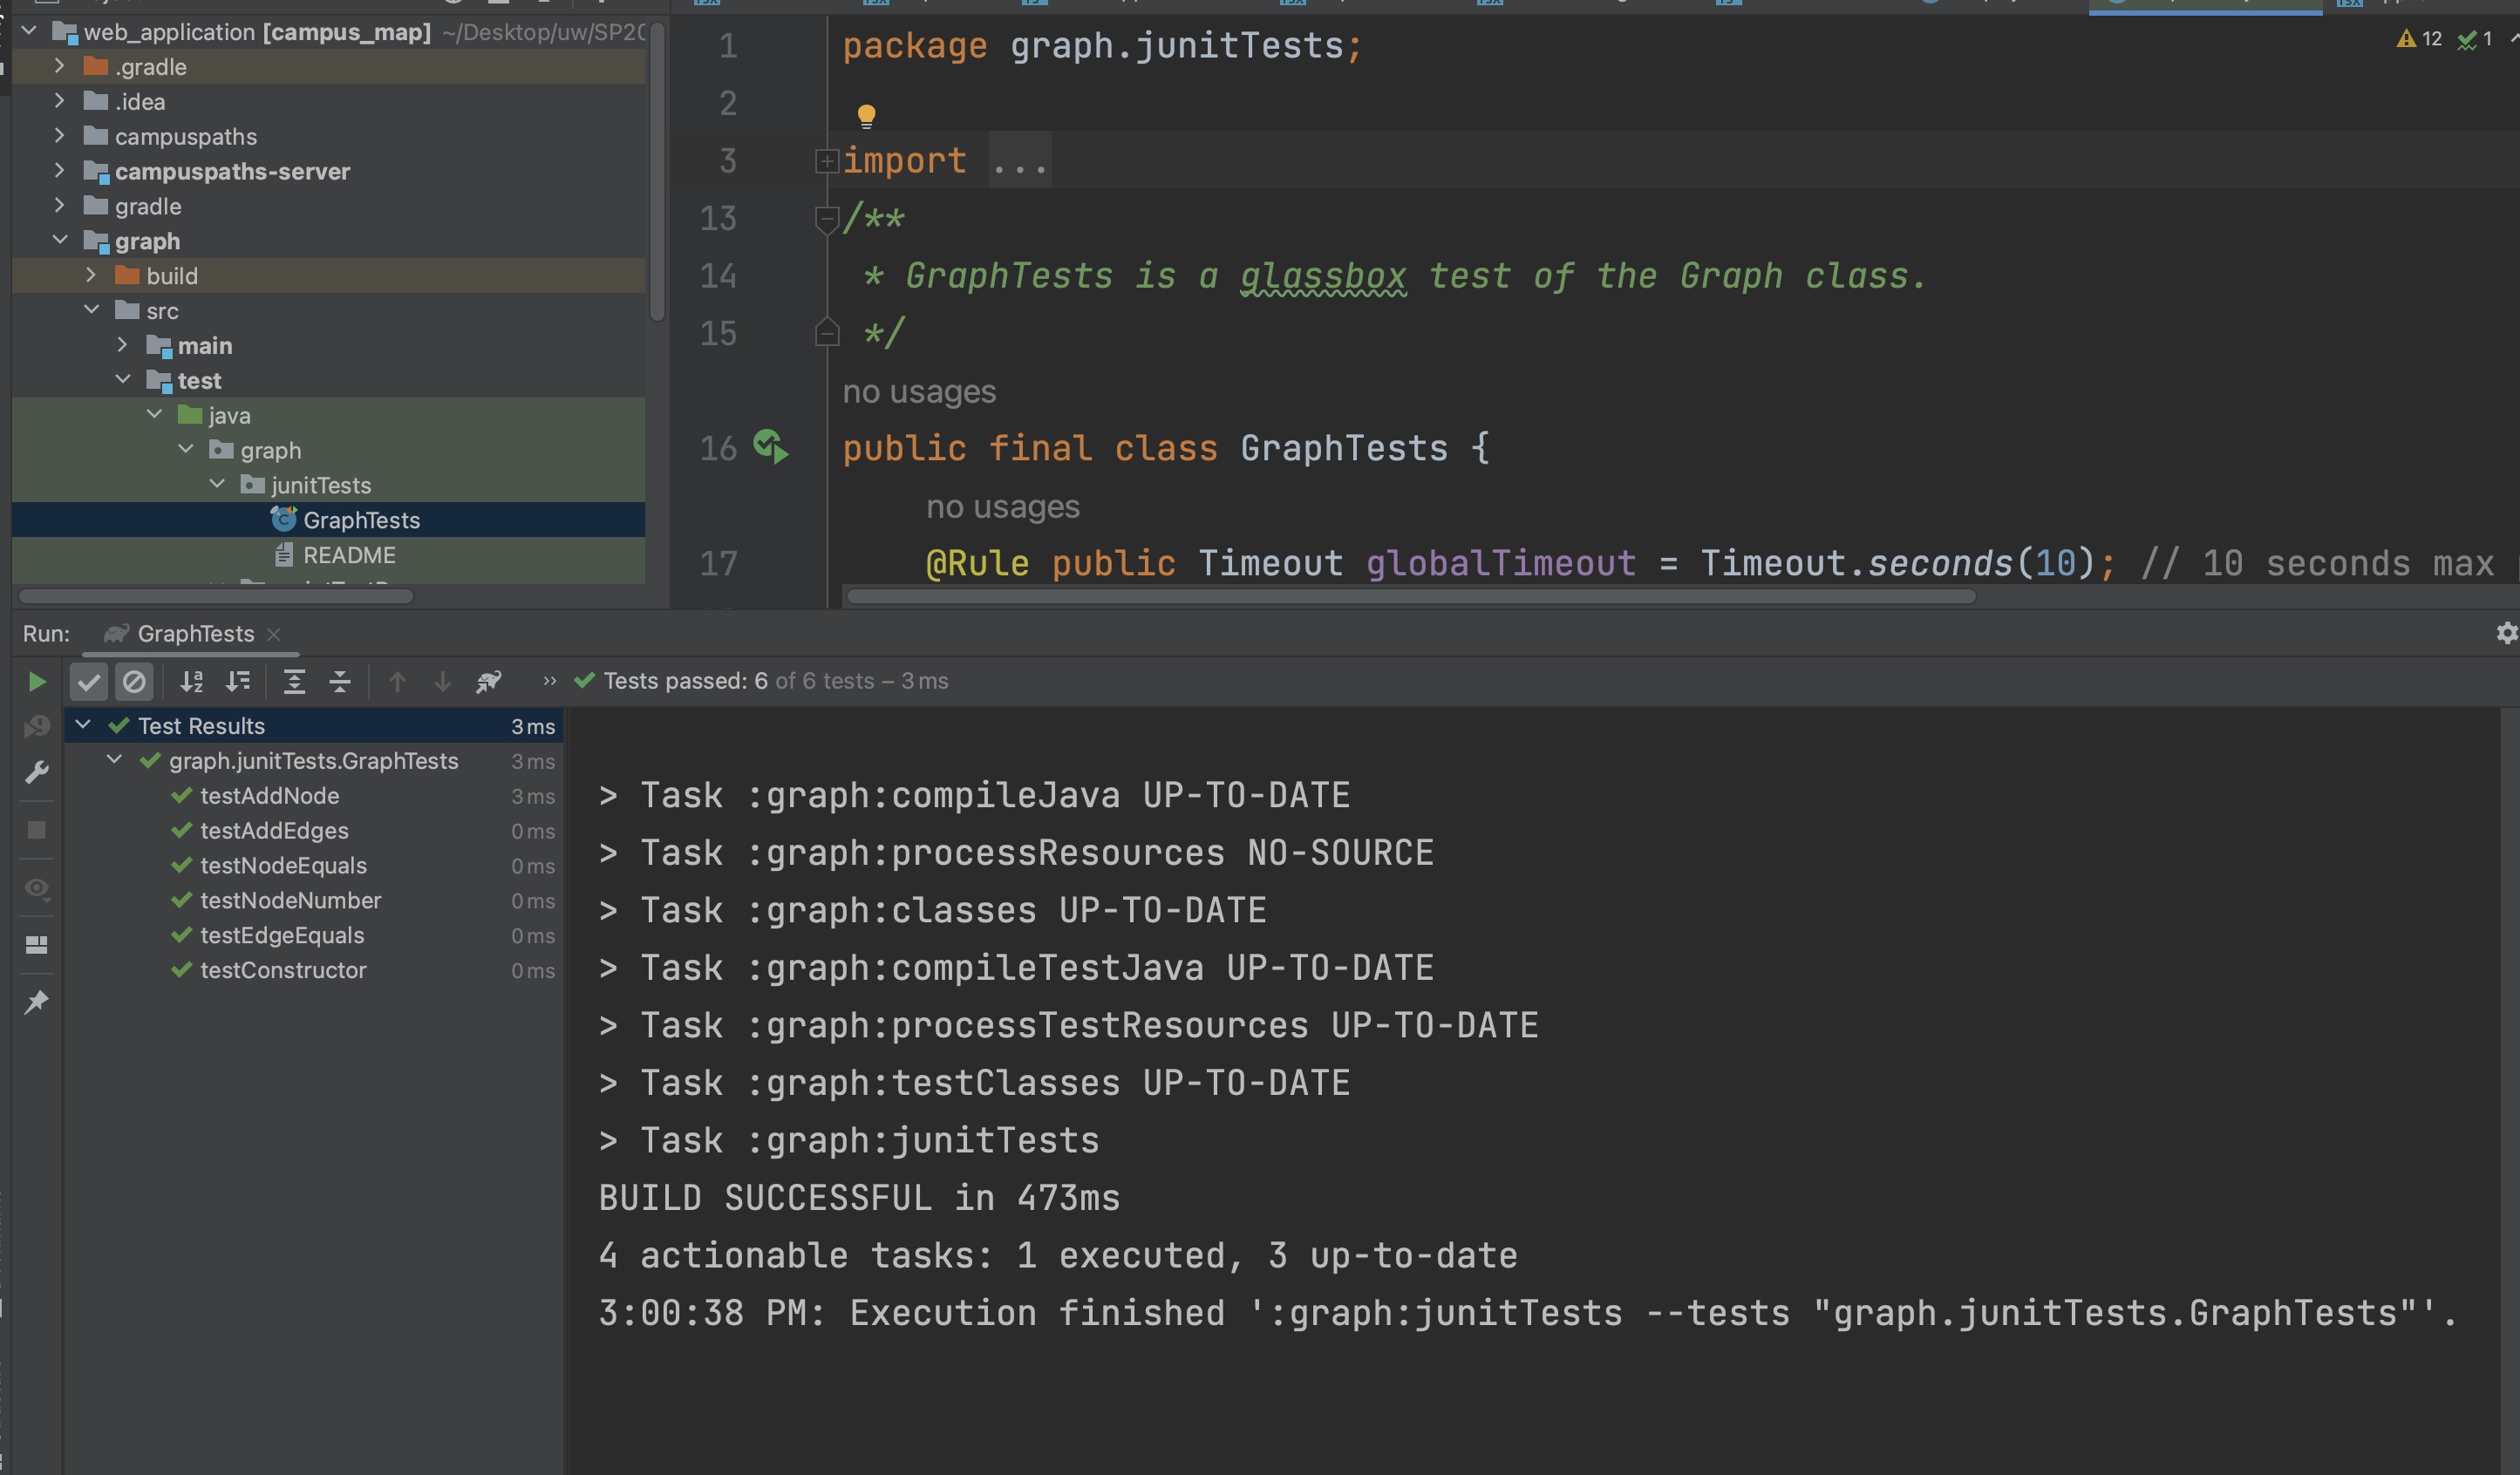 web_application [campus_map] ~/Desktop/uw/SP20
.gradle
.idea
campuspaths
campuspaths-server
gradle
graph
build
src
main
test
java
graph
junitTests
GraphTests
README
12 1
1 package graph.junitTests;
2
3 import ...
13 /**
14 * GraphTests is a glassbox test of the Graph class.
15 */
no usages
16 public final class GraphTests {
no usages
17 @Rule public Timeout globalTimeout = Timeout.seconds(10); // 10 seconds max
Run: GraphTests
Tests passed: 6 of 6 tests – 3 ms
Test Results 3 ms
graph.junitTests.GraphTests 3 ms
testAddNode 3 ms
testAddEdges 0 ms
testNodeEquals 0 ms
testNodeNumber 0 ms
testEdgeEquals 0 ms
testConstructor 0 ms
> Task :graph:compileJava UP-TO-DATE
> Task :graph:processResources NO-SOURCE
> Task :graph:classes UP-TO-DATE
> Task :graph:compileTestJava UP-TO-DATE
> Task :graph:processTestResources UP-TO-DATE
> Task :graph:testClasses UP-TO-DATE
> Task :graph:junitTests
BUILD SUCCESSFUL in 473ms
4 actionable tasks: 1 executed, 3 up-to-date
3:00:38 PM: Execution finished ':graph:junitTests --tests "graph.junitTests.GraphTests"'.